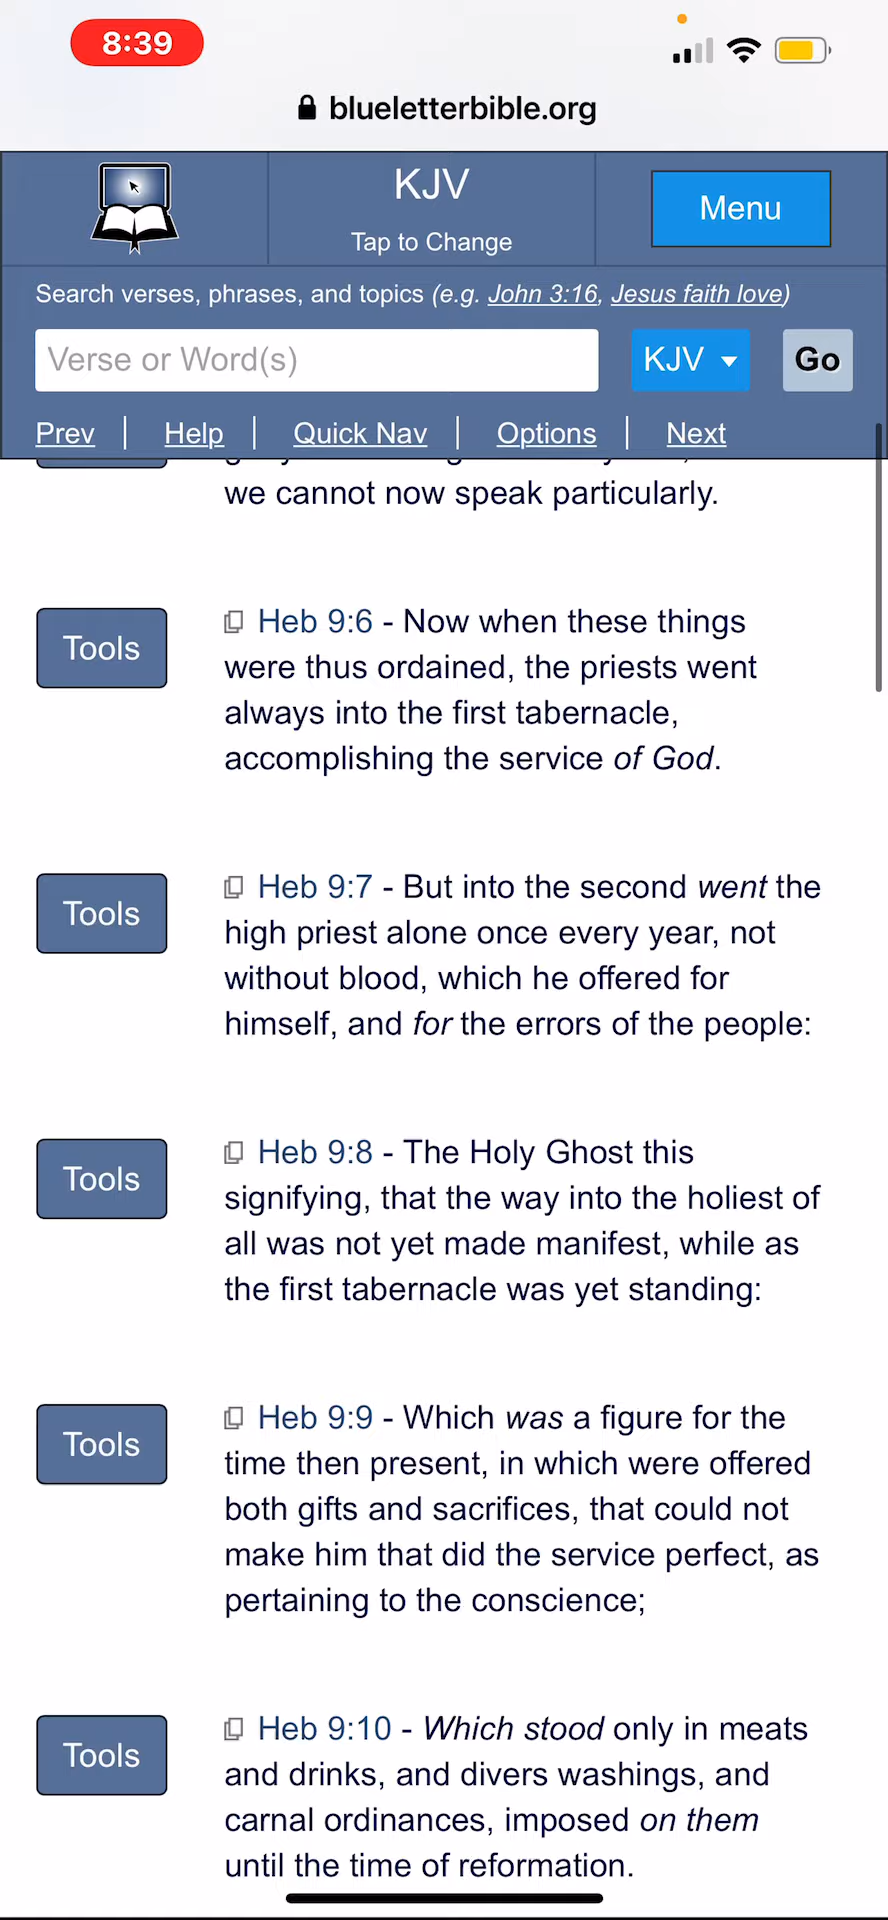 8:39
blueletterbible.org
KJV
Tap to Change
Menu
Search verses, phrases, and topics (e.g. John 3:16, Jesus faith love)
Verse or Word(s)
KJV
Go
Prev | Help | Quick Nav | Options | Next
we cannot now speak particularly.
Tools
Heb 9:6 - Now when these things
were thus ordained, the priests went
always into the first tabernacle,
accomplishing the service of God.
Tools
Heb 9:7 - But into the second went the
high priest alone once every year, not
without blood, which he offered for
himself, and for the errors of the people:
Tools
Heb 9:8 - The Holy Ghost this
signifying, that the way into the holiest of
all was not yet made manifest, while as
the first tabernacle was yet standing:
Tools
Heb 9:9 - Which was a figure for the
time then present, in which were offered
both gifts and sacrifices, that could not
make him that did the service perfect, as
pertaining to the conscience;
Tools
Heb 9:10 - Which stood only in meats
and drinks, and divers washings, and
carnal ordinances, imposed on them
until the time of reformation.